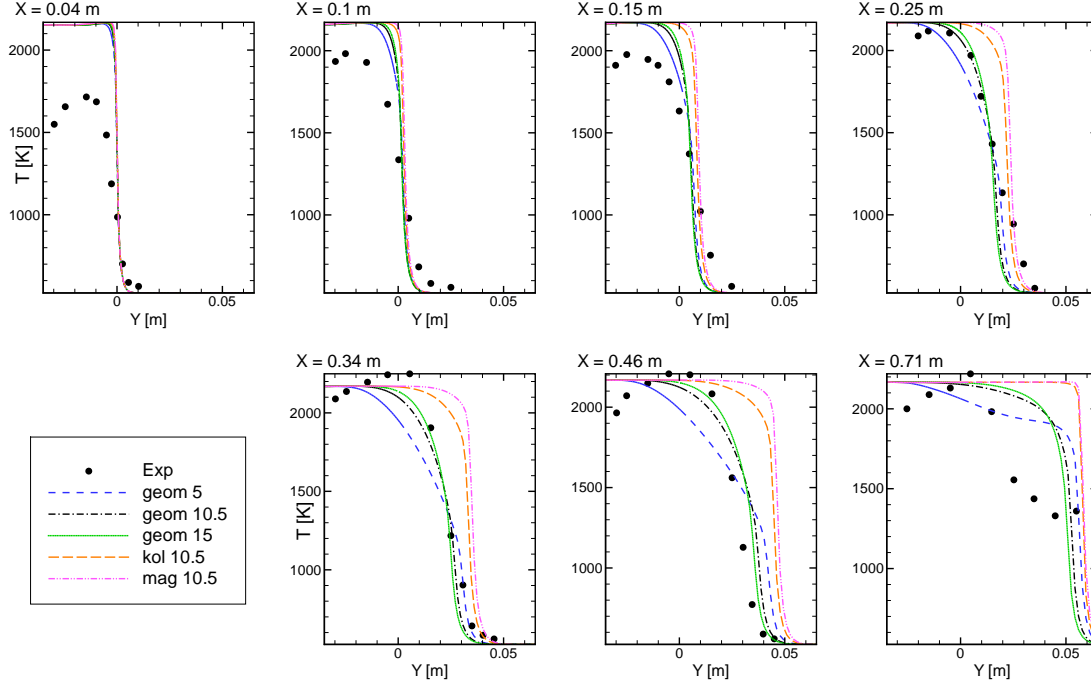 X = 0.04 m
X = 0.1 m
X = 0.15 m
X = 0.25 m
T [K]
2000
1500
1000
0
0.05
Y [m]
2000
1500
1000
0
0.05
Y [m]
2000
1500
1000
0
0.05
Y [m]
2000
1500
1000
0
0.05
Y [m]
X = 0.34 m
X = 0.46 m
X = 0.71 m
T [K]
2000
1500
1000
0
0.05
Y [m]
2000
1500
1000
0
0.05
Y [m]
2000
1500
1000
0
0.05
Y [m]
Exp
geom 5
geom 10.5
geom 15
kol 10.5
mag 10.5